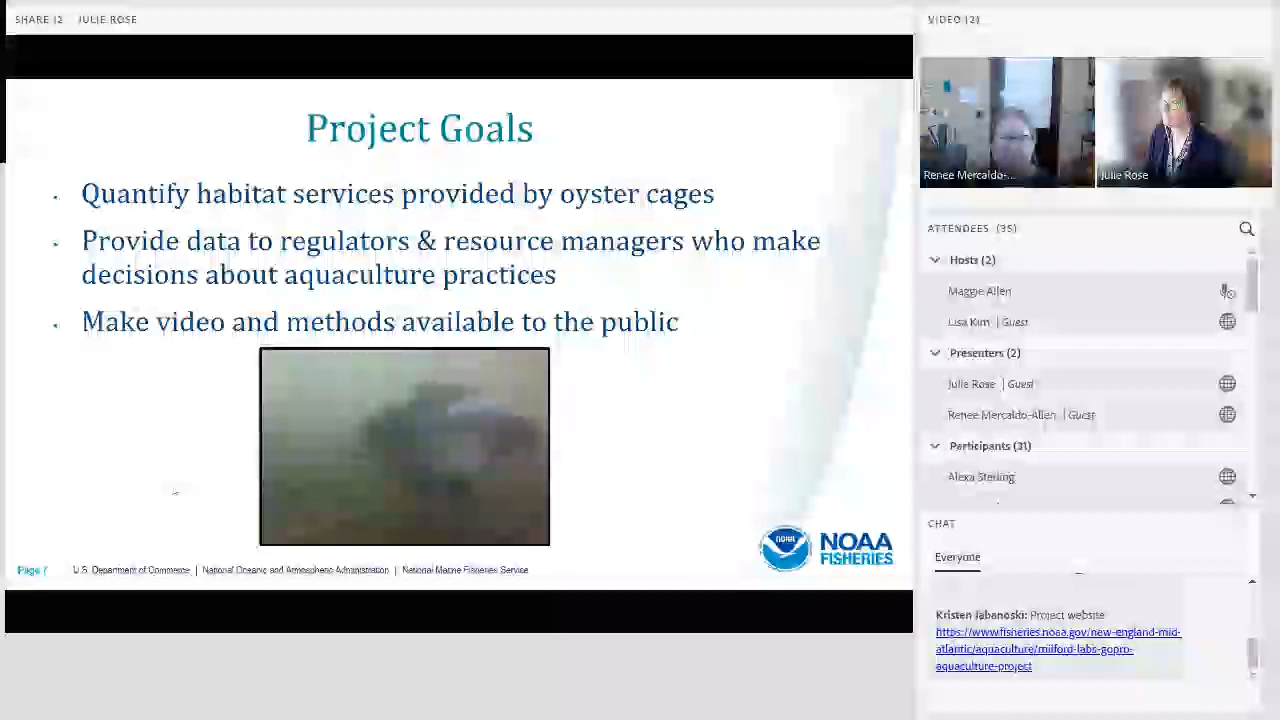 SHARE (2 JULIE ROSE
Project Goals
Quantify habitat services provided by oyster cages
Provide data to regulators & resource managers who make
decisions about aquaculture practices
Make video and methods available to the public
NOAA
NOAA
FISHERIES
Page 7
U.S. Department of Commerce | National Oceanic and Atmospheric Administration | National Marine Fisheries Service
VIDEO (2)
Renee Mercaldo-...
Julie Rose
ATTENDEES (35)
Hosts (2)
Maggie Allen
Lisa Kim | Guest
Presenters (2)
Julie Rose | Guest
Renee Mercaldo-Allen | Guest
Participants (31)
Alexa Sterling
CHAT
Everyone
Kristen Jabanoski: Project website
https://www.fisheries.noaa.gov/new-england-mid-
atlantic/aquaculture/milford-labs-gopro-
aquaculture-project